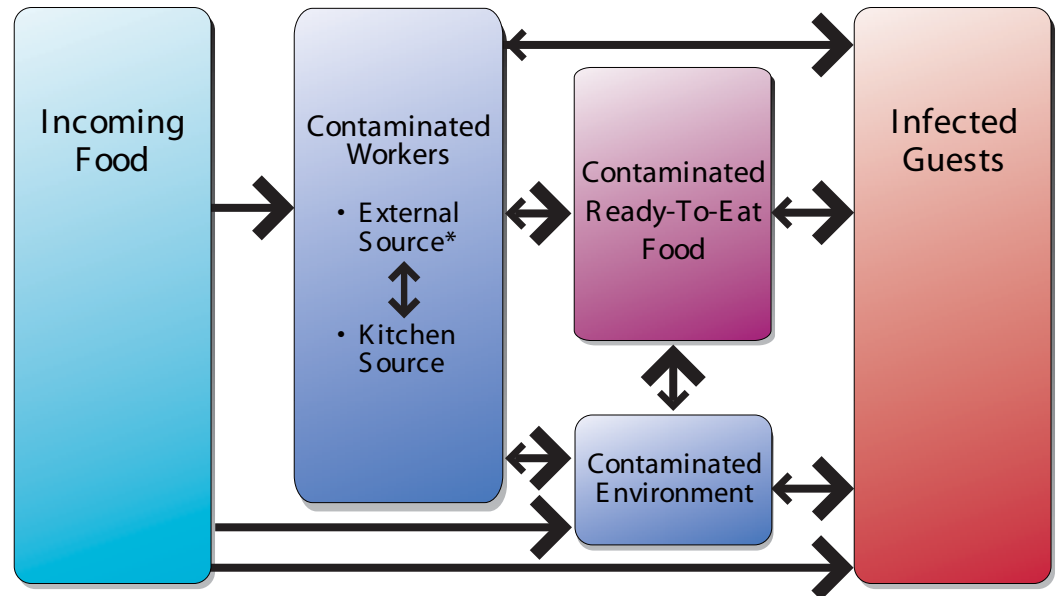 Incoming
Food
Contaminated
Workers
• External
Source*
• Kitchen
Source
Contaminated
Ready-To-Eat
Food
Contaminated
Environment
Infected
Guests